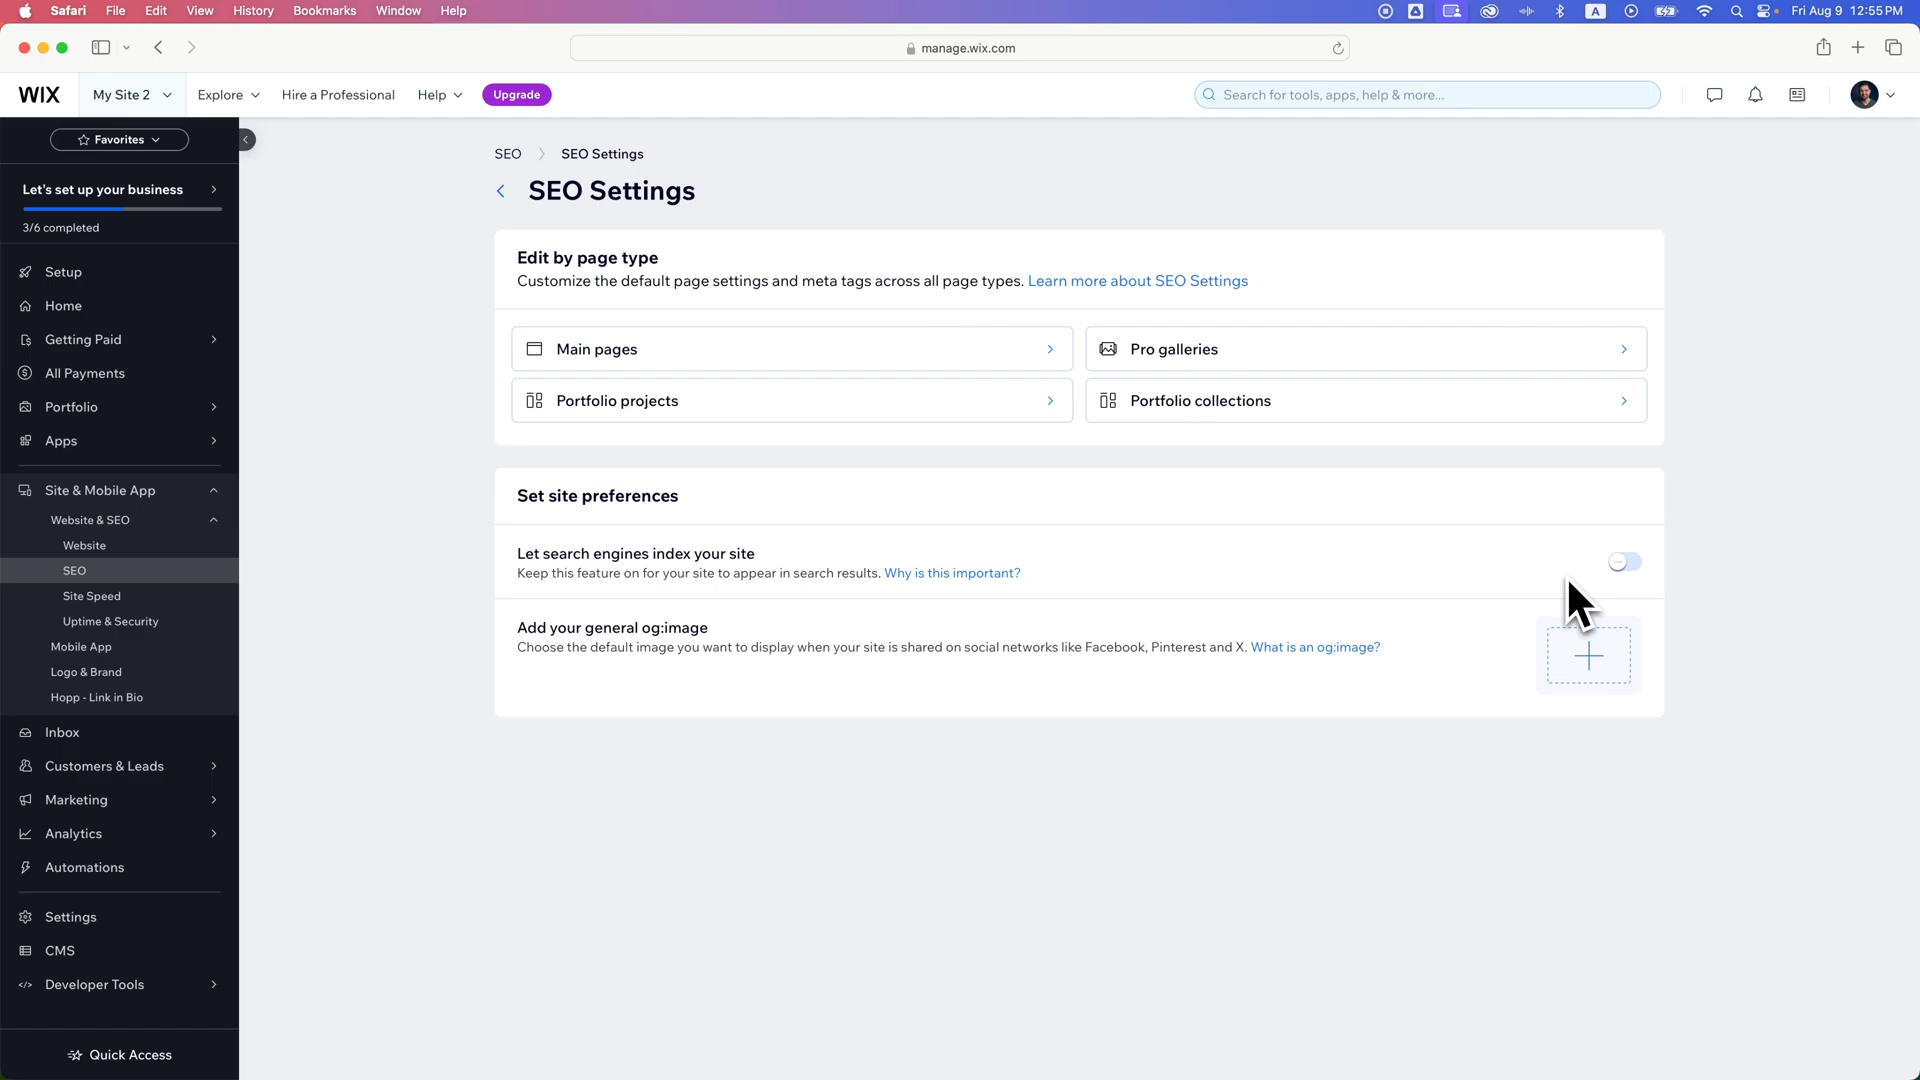 Safari File Edit View History Bookmarks Window Help
A
Fri Aug 9 12:55 PM
manage.wix.com
WIX
My Site 2
Explore
Hire a Professional
Help
Upgrade
Search for tools, apps, help & more...
Favorites
Let's set up your business
3/6 completed
Setup
Home
Getting Paid
All Payments
Portfolio
Apps
Site & Mobile App
Website & SEO
Website
SEO
Site Speed
Uptime & Security
Mobile App
Logo & Brand
Hopp - Link in Bio
Inbox
Customers & Leads
Marketing
Analytics
Automations
Settings
CMS
Developer Tools
Quick Access
SEO
SEO Settings
SEO Settings
Edit by page type
Customize the default page settings and meta tags across all page types. Learn more about SEO Settings
Main pages
Pro galleries
Portfolio projects
Portfolio collections
Set site preferences
Let search engines index your site
Keep this feature on for your site to appear in search results. Why is this important?
Add your general og:image
Choose the default image you want to display when your site is shared on social networks like Facebook, Pinterest and X. What is an og:image?